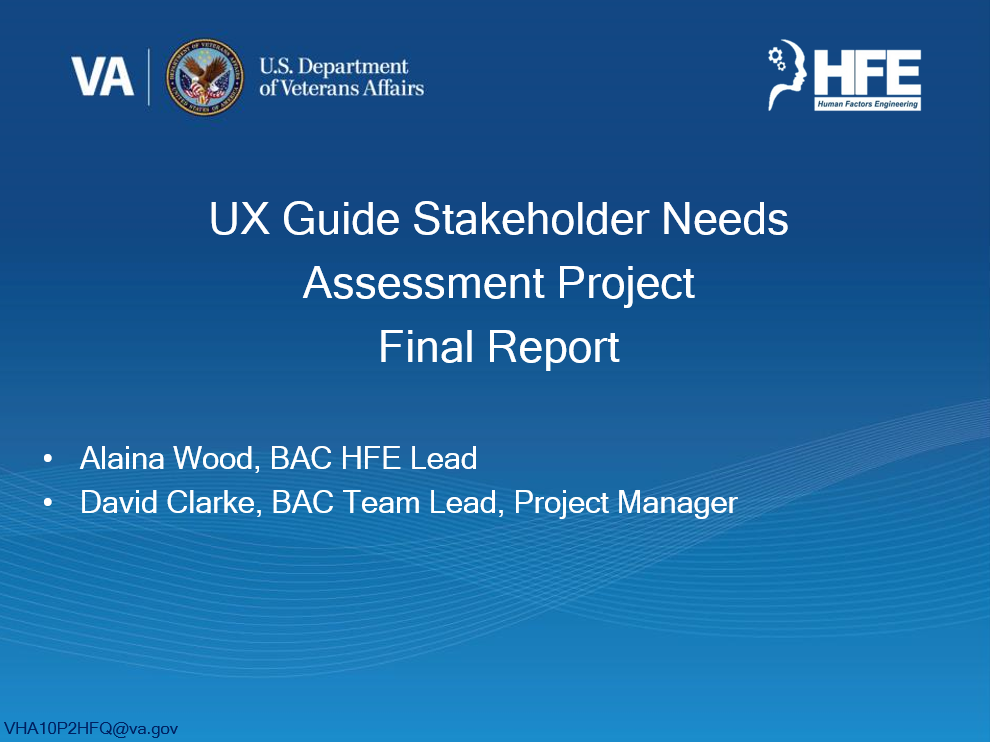 VA
U.S. Department
of Veterans Affairs
HFE
Human Factors Engineering
UX Guide Stakeholder Needs
Assessment Project
Final Report
• Alaina Wood, BAC HFE Lead
• David Clarke, BAC Team Lead, Project Manager
VHA10P2HFQ@va.gov